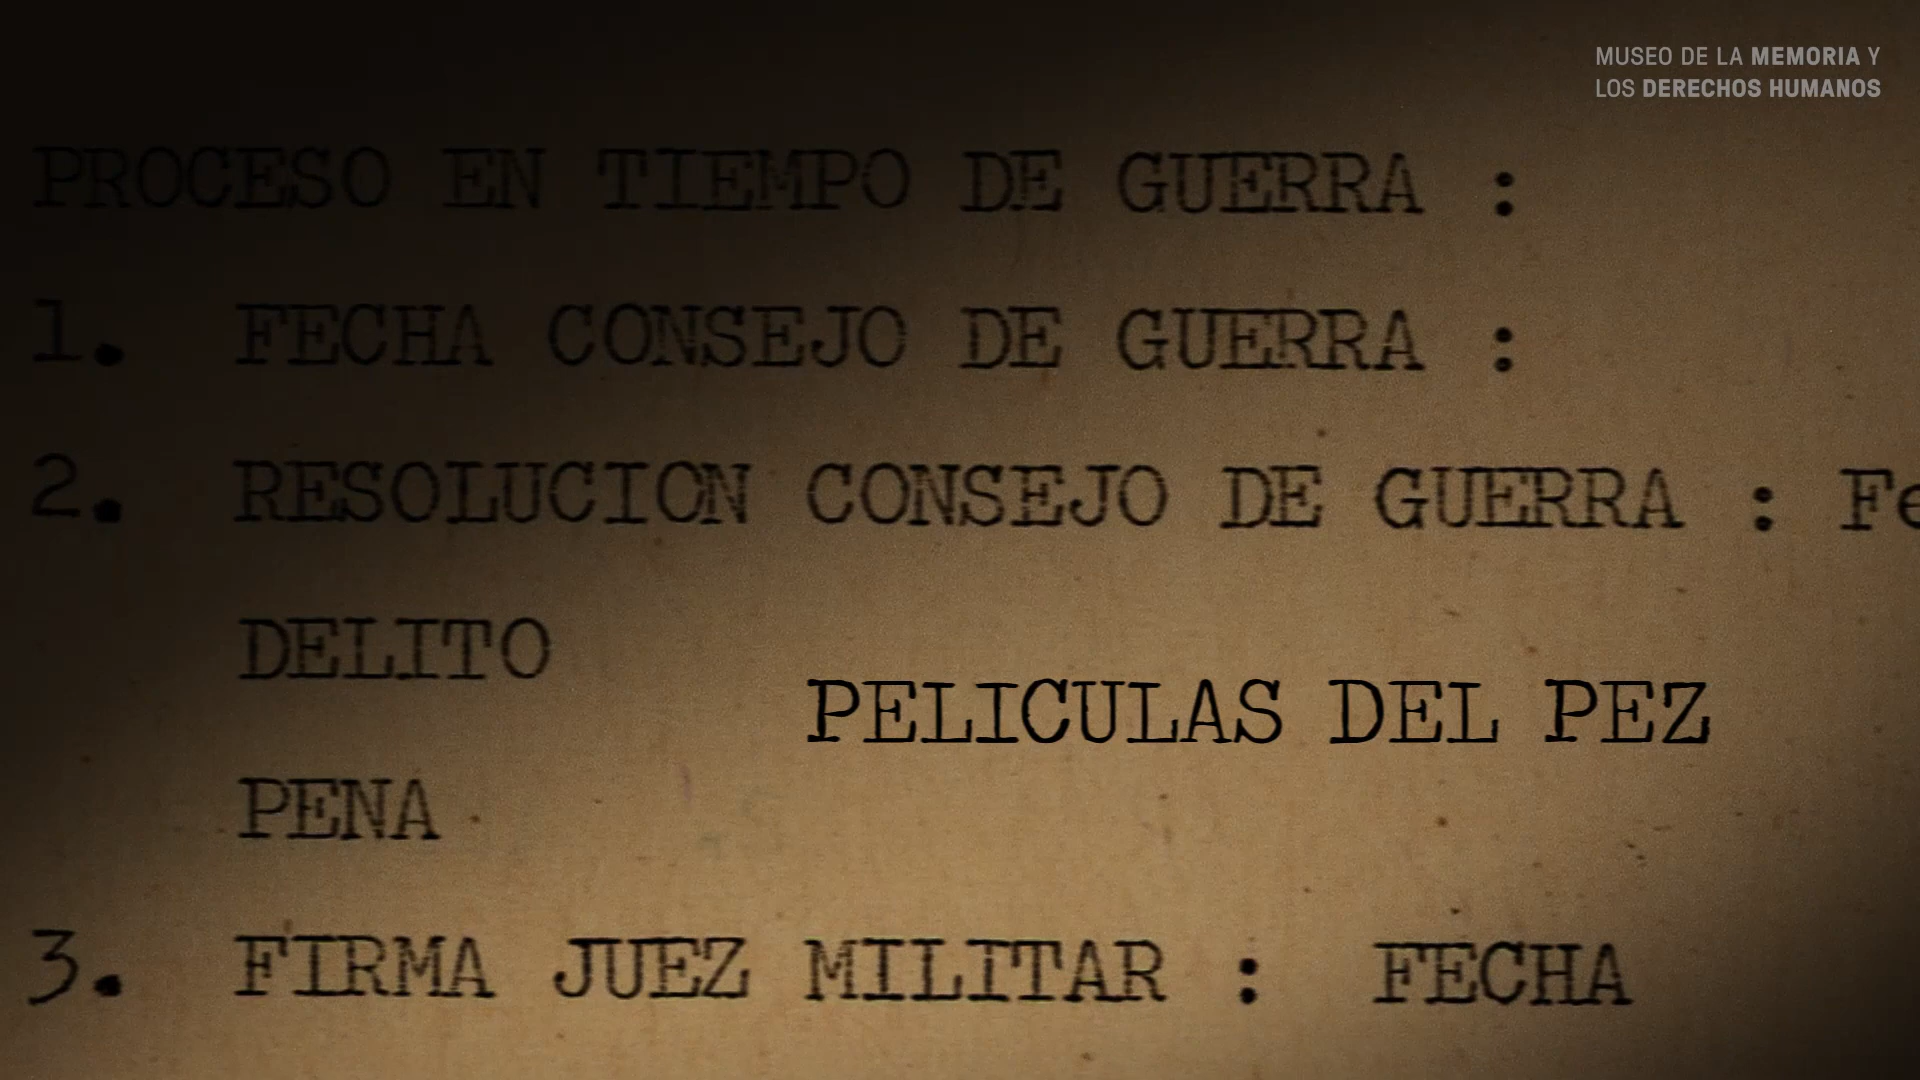 MUSEO DE LA MEMORIA Y
LOS DERECHOS HUMANOS
PROCESO EN TIEMPO DE GUERRA :
1. FECHA CONSEJO DE GUERRA :
2. RESOLUCION CONSEJO DE GUERRA : Fe
DELITO
PELICULAS DEL PEZ
PENA
3. FIRMA JUEZ MILITAR : FECHA